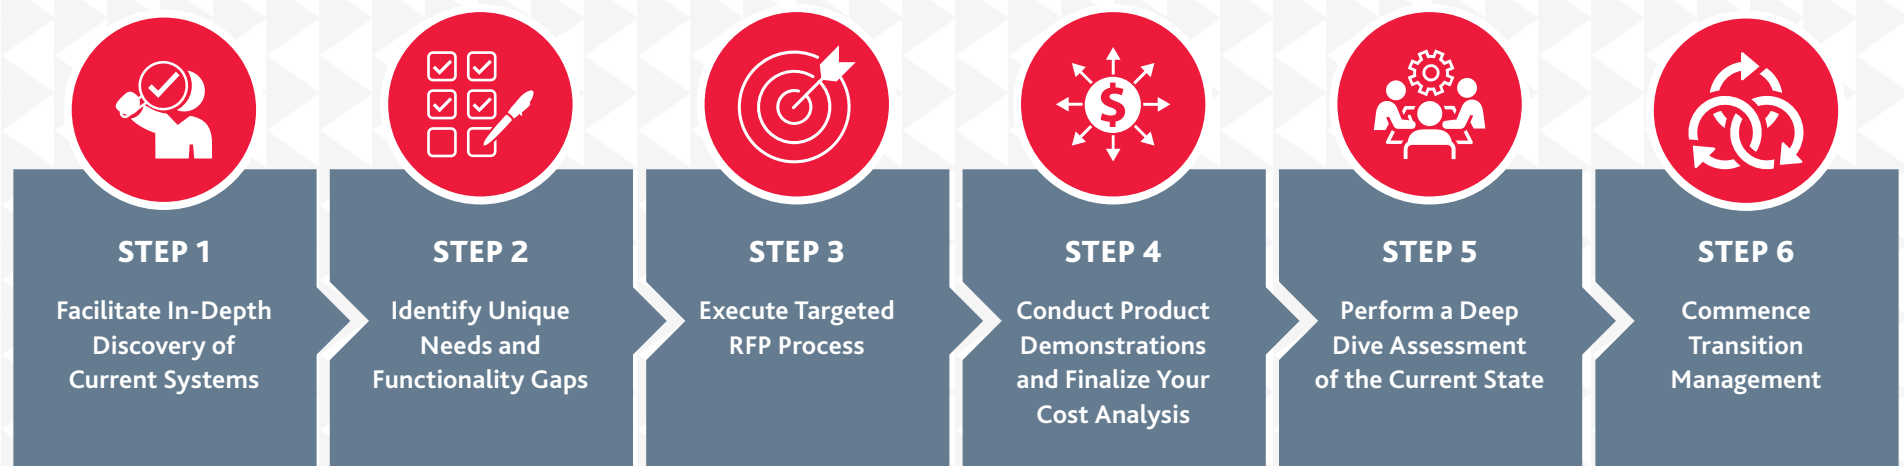 STEP 1
Facilitate In-Depth
Discovery of
Current Systems
STEP 2
Identify Unique
Needs and
Functionality Gaps
STEP 3
Execute Targeted
RFP Process
STEP 4
Conduct Product
Demonstrations
and Finalize Your
Cost Analysis
STEP 5
Perform a Deep
Dive Assessment
of the Current State
STEP 6
Commence
Transition
Management